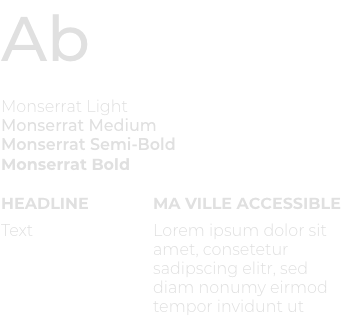 Ab
Monserrat Light
Monserrat Medium
Monserrat Semi-Bold
Monserrat Bold
HEADLINE
MA VILLE ACCESSIBLE
Text
Lorem ipsum dolor sit
amet, consetetur
sadipscing elitr, sed
diam nonumy eirmod
tempor invidunt ut